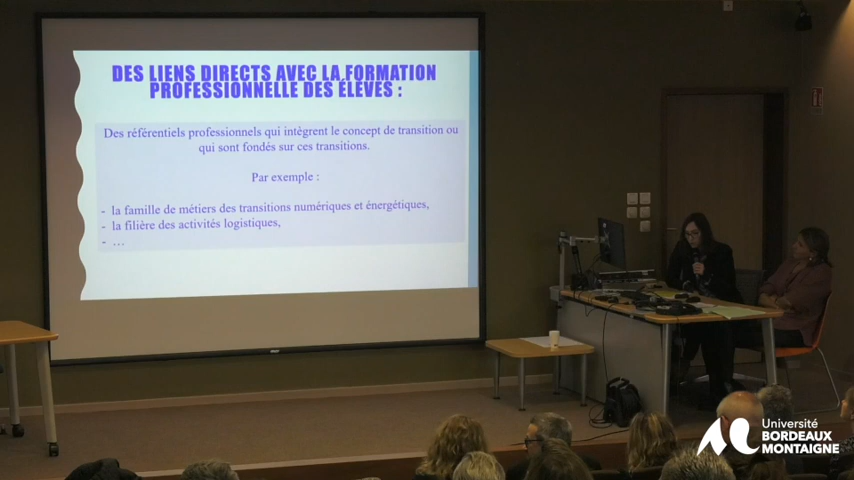 DES LIENS DIRECTS AVEC LA FORMATION
PROFESSIONNELLE DES ÉLÈVES :
Des référentiels professionnels qui intègrent le concept de transition ou
qui sont fondés sur ces transitions.
Par exemple :
- la famille de métiers des transitions numériques et énergétiques,
- la filière des activités logistiques,
- …
Université
BORDEAUX
MONTAIGNE